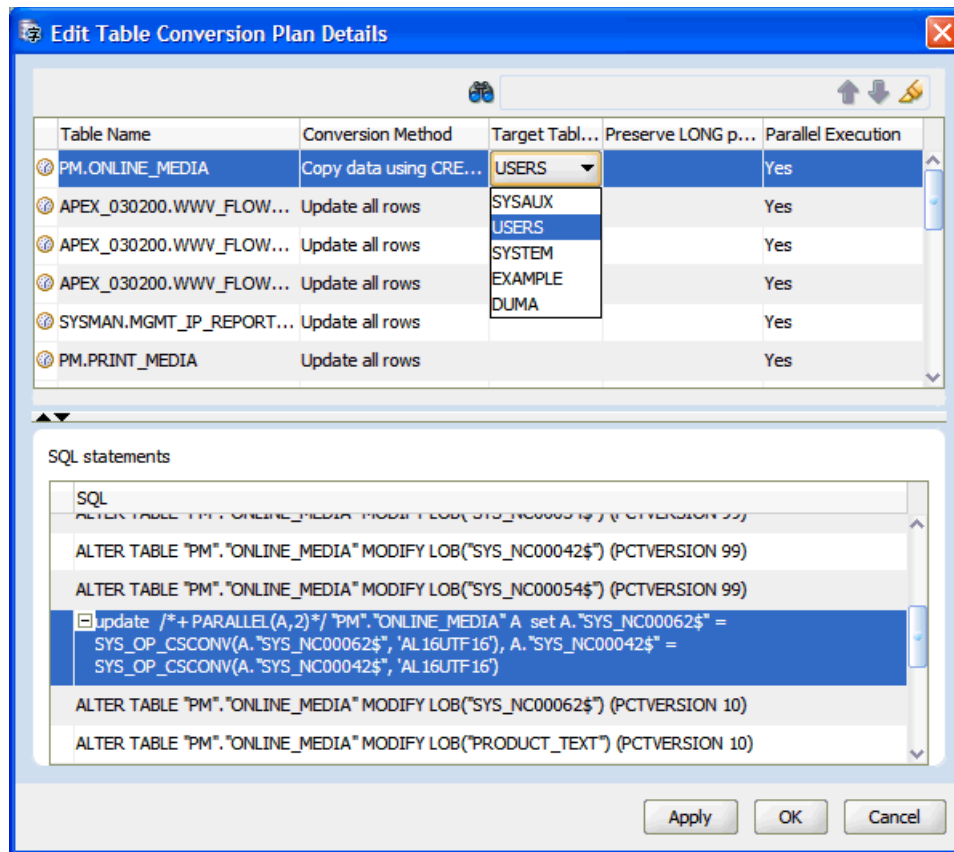 Edit Table Conversion Plan Details
Table Name Conversion Method Target Tabl... Preserve LONG p... Parallel Execution
PM.ONLINE_MEDIA Copy data using CRE... USERS Yes
SYSAUX
APEX_030200.WWV_FLOW... Update all rows Yes
USERS
APEX_030200.WWV_FLOW... Update all rows SYSTEM Yes
APEX_030200.WWV_FLOW... Update all rows EXAMPLE Yes
DUMA
SYSMAN.MGMT_IP_REPORT... Update all rows Yes
PM.PRINT_MEDIA Update all rows Yes
SQL statements
SQL
ALTER TABLE "PM"."ONLINE_MEDIA" MODIFY LOB("SYS_NC00042$") (PCTVERSION 99)
ALTER TABLE "PM"."ONLINE_MEDIA" MODIFY LOB("SYS_NC00054$") (PCTVERSION 99)
update /*+ PARALLEL(A,2)*/ "PM"."ONLINE_MEDIA" A set A."SYS_NC00062$" =
SYS_OP_CSCONV(A."SYS_NC00062$", 'AL16UTF16'), A."SYS_NC00042$" =
SYS_OP_CSCONV(A."SYS_NC00042$", 'AL16UTF16')
ALTER TABLE "PM"."ONLINE_MEDIA" MODIFY LOB("SYS_NC00062$") (PCTVERSION 10)
ALTER TABLE "PM"."ONLINE_MEDIA" MODIFY LOB("PRODUCT_TEXT") (PCTVERSION 10)
Apply OK Cancel